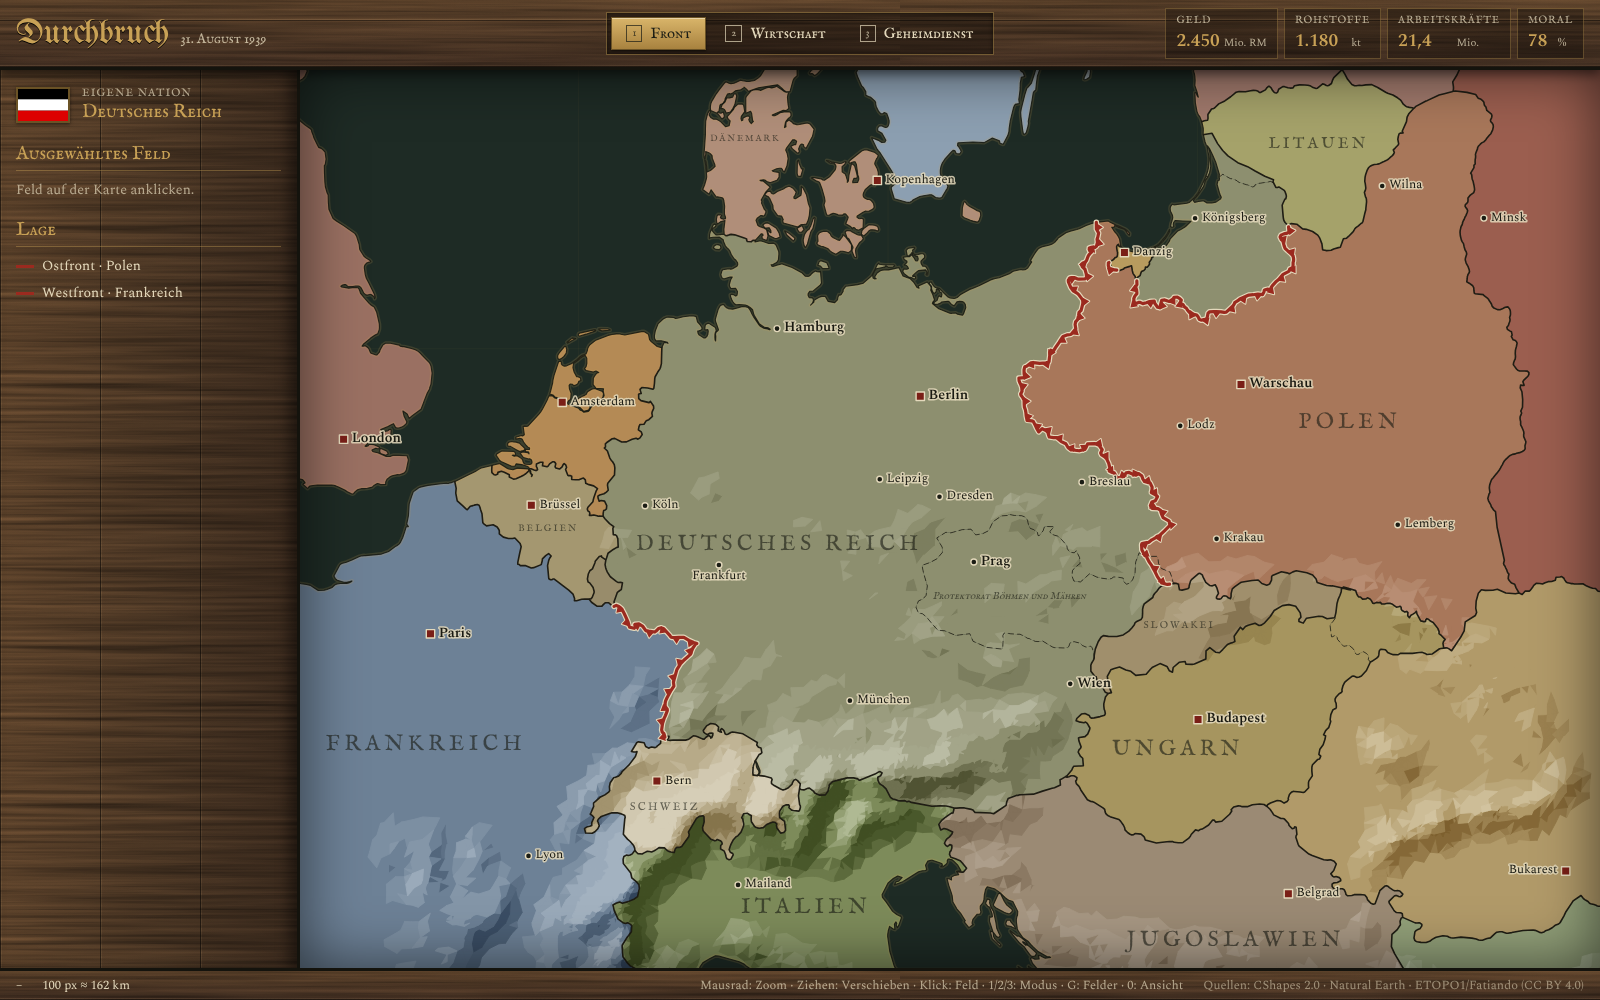 Durchbruch 31. August 1939
1 Front
2 Wirtschaft
3 Geheimdienst
Geld
2.450 Mio. RM
Rohstoffe
1.180 kt
Arbeitskräfte
21,4 Mio.
Moral
78 %
Eigene Nation
Deutsches Reich
Ausgewähltes Feld
Feld auf der Karte anklicken.
Lage
Ostfront · Polen
Westfront · Frankreich
DÄNEMARK
LITAUEN
Kopenhagen
Wilna
Königsberg
Minsk
Danzig
Hamburg
Warschau
Berlin
Amsterdam
POLEN
Lodz
London
Leipzig
Breslau
Dresden
Brüssel
Köln
BELGIEN
Lemberg
Krakau
DEUTSCHES REICH
Prag
Frankfurt
Protektorat Böhmen und Mähren
SLOWAKEI
Paris
Wien
München
Budapest
FRANKREICH
UNGARN
Bern
SCHWEIZ
Lyon
Bukarest
Mailand
Belgrad
ITALIEN
JUGOSLAWIEN
– 100 px ≈ 162 km
Mausrad: Zoom · Ziehen: Verschieben · Klick: Feld · 1/2/3: Modus · G: Felder · 0: Ansicht
Quellen: CShapes 2.0 · Natural Earth · ETOPO1/Fatiando (CC BY 4.0)